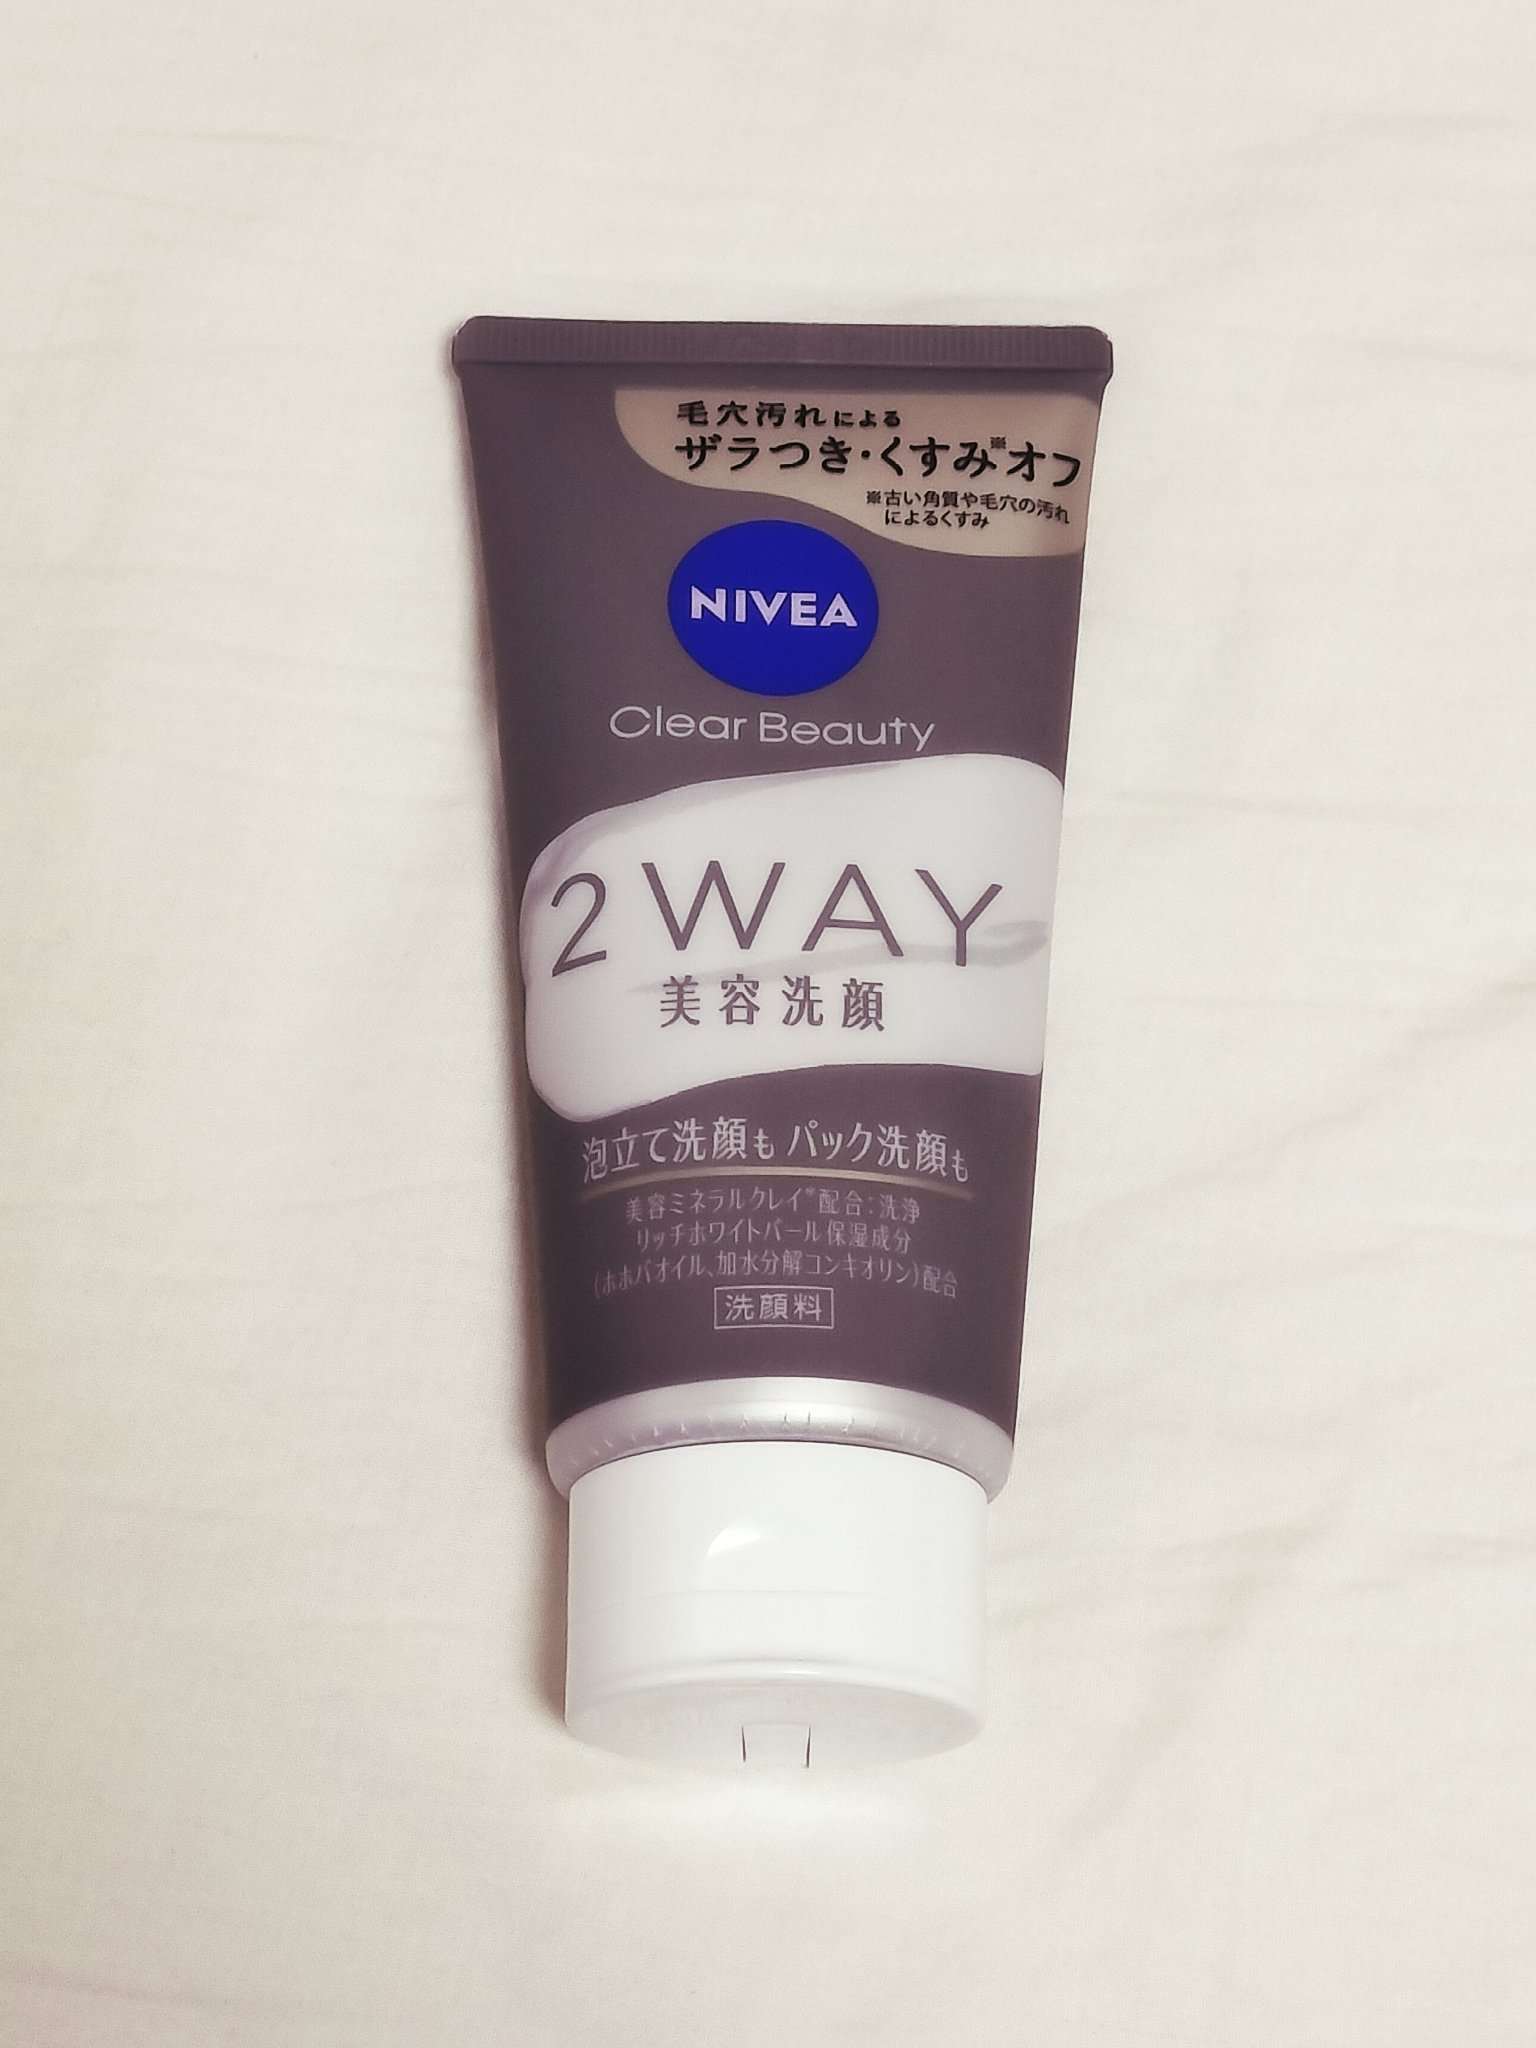 毛穴汚れによる
ザラつき・くすみ※オフ
※古い角質や毛穴の汚れ
によるくすみ
NIVEA
Clear Beauty
2WAY
美容洗顔
泡立て洗顔も パック洗顔も
美容ミネラルクレイ※配合：洗浄
リッチホワイトパール保湿成分
(ホホバオイル、加水分解コンキオリン)配合
洗顔料